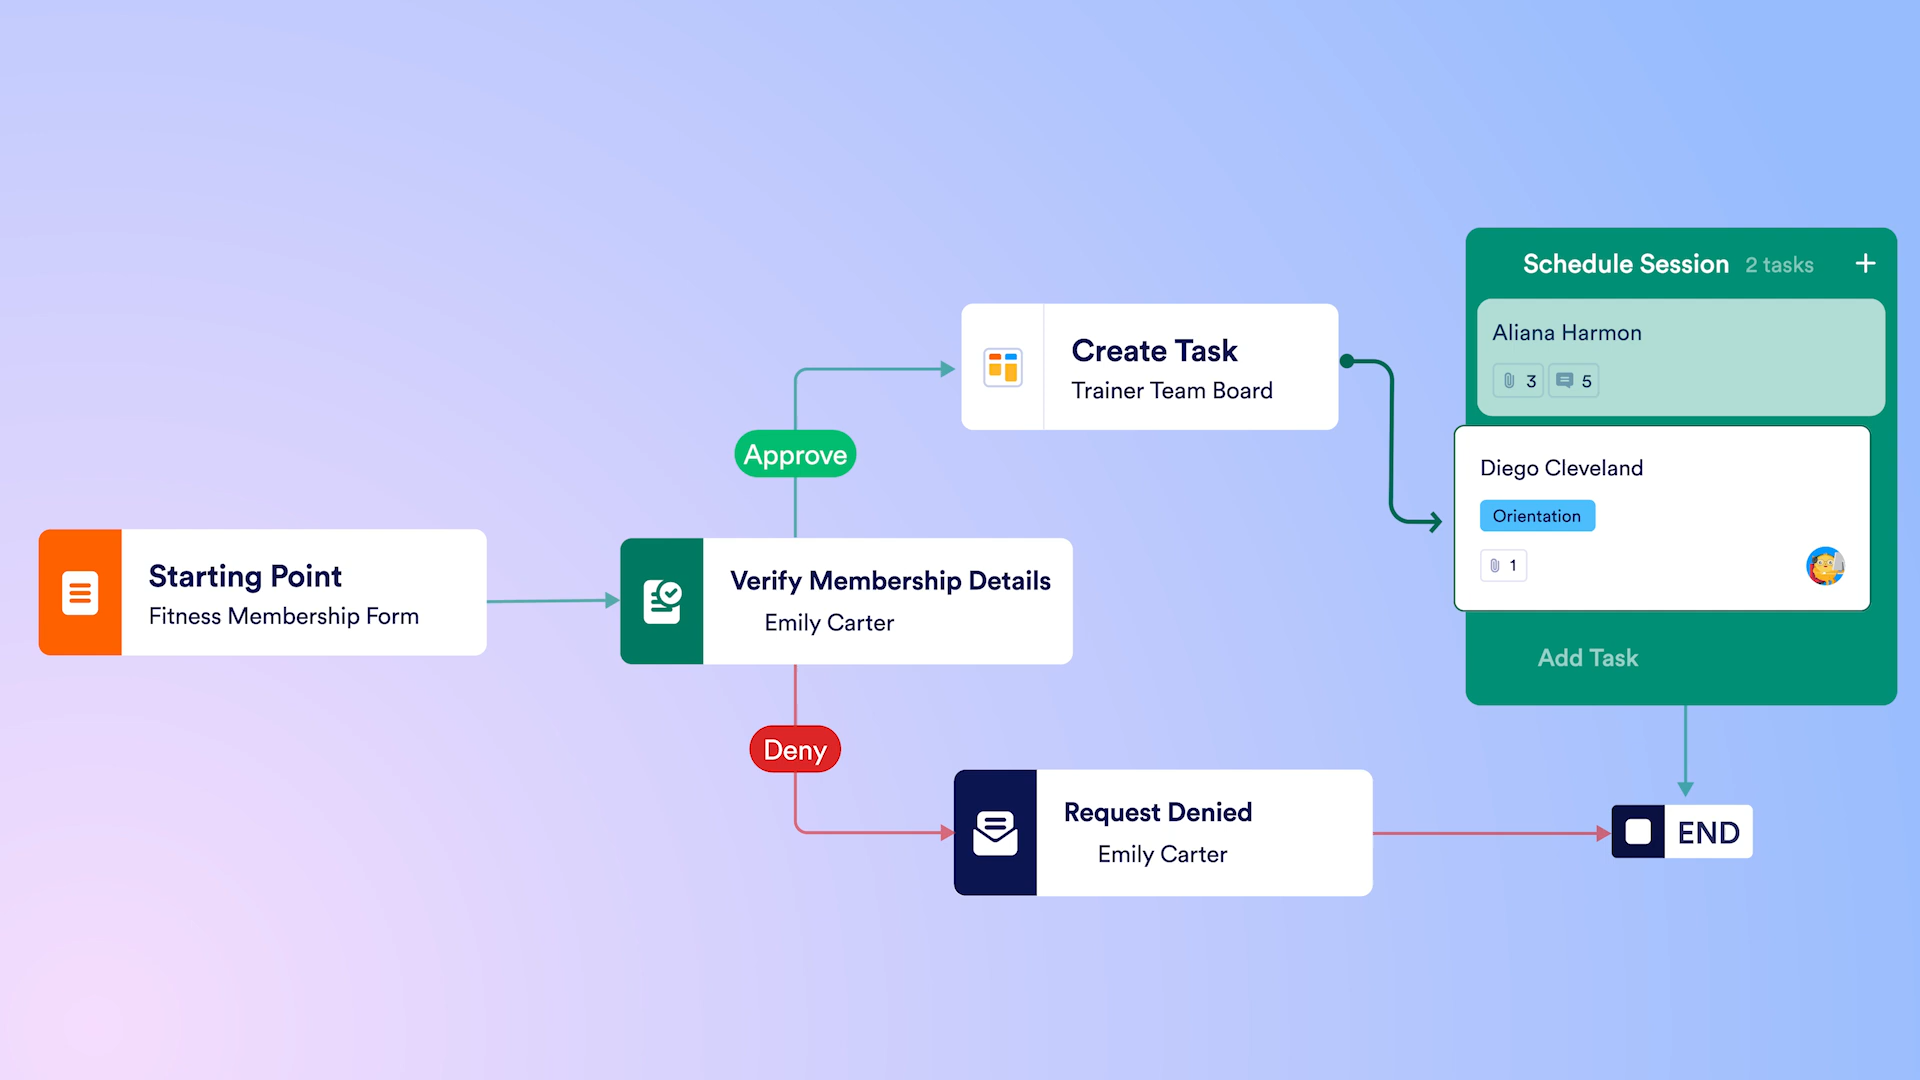 Starting Point
Fitness Membership Form
Verify Membership Details
Emily Carter
Approve
Create Task
Trainer Team Board
Schedule Session 2 tasks +
Aliana Harmon
3 5
Diego Cleveland
Orientation
1
Add Task
Deny
Request Denied
Emily Carter
END